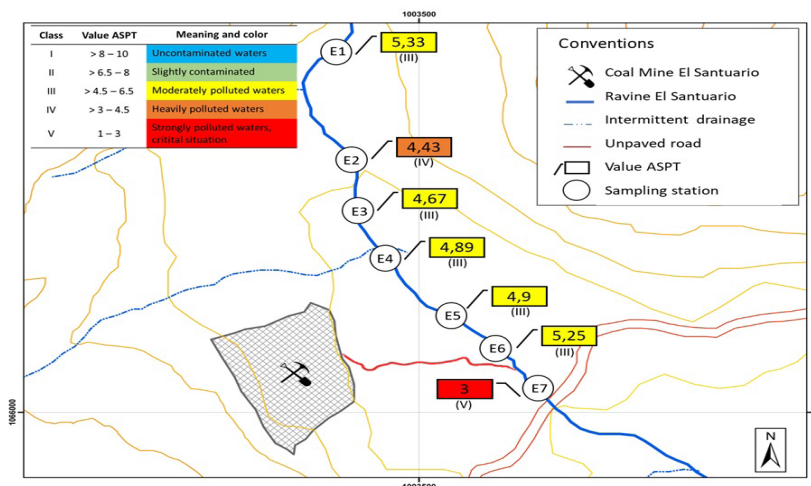 1003500
Class Value ASPT Meaning and color
I > 8 – 10 Uncontaminated waters
II > 6.5 – 8 Slightly contaminated
III > 4.5 – 6.5 Moderately polluted waters
IV > 3 – 4.5 Heavily polluted waters
V 1 – 3 Strongly polluted waters,
critital situation
Conventions
Coal Mine El Santuario
Ravine El Santuario
Intermittent drainage
Unpaved road
Value ASPT
Sampling station
E1 5,33
(III)
E2 4,43
(IV)
E3 4,67
(III)
E4 4,89
(III)
E5 4,9
(III)
E6 5,25
(III)
E7 3
(V)
1066000
N
1003500